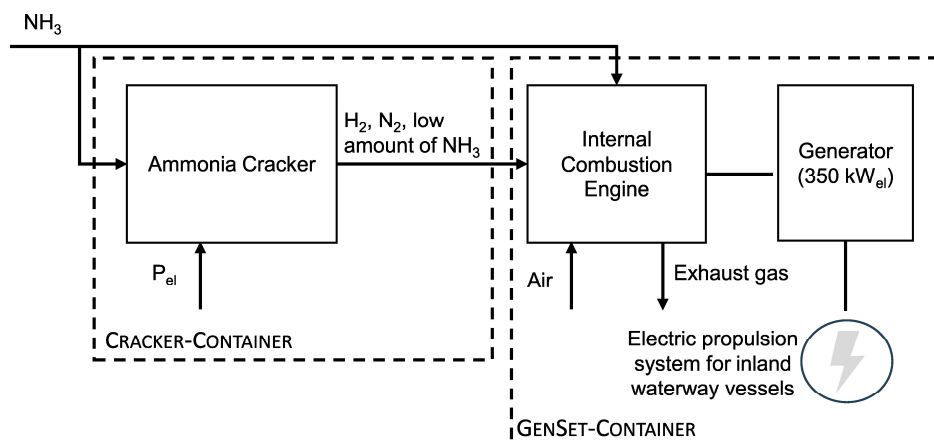 NH₃
Ammonia Cracker
H₂, N₂, low
amount of NH₃
Internal
Combustion
Engine
Generator
(350 kWₑₗ)
Pₑₗ
Air
Exhaust gas
CRACKER-CONTAINER
Electric propulsion
system for inland
waterway vessels
GENSET-CONTAINER